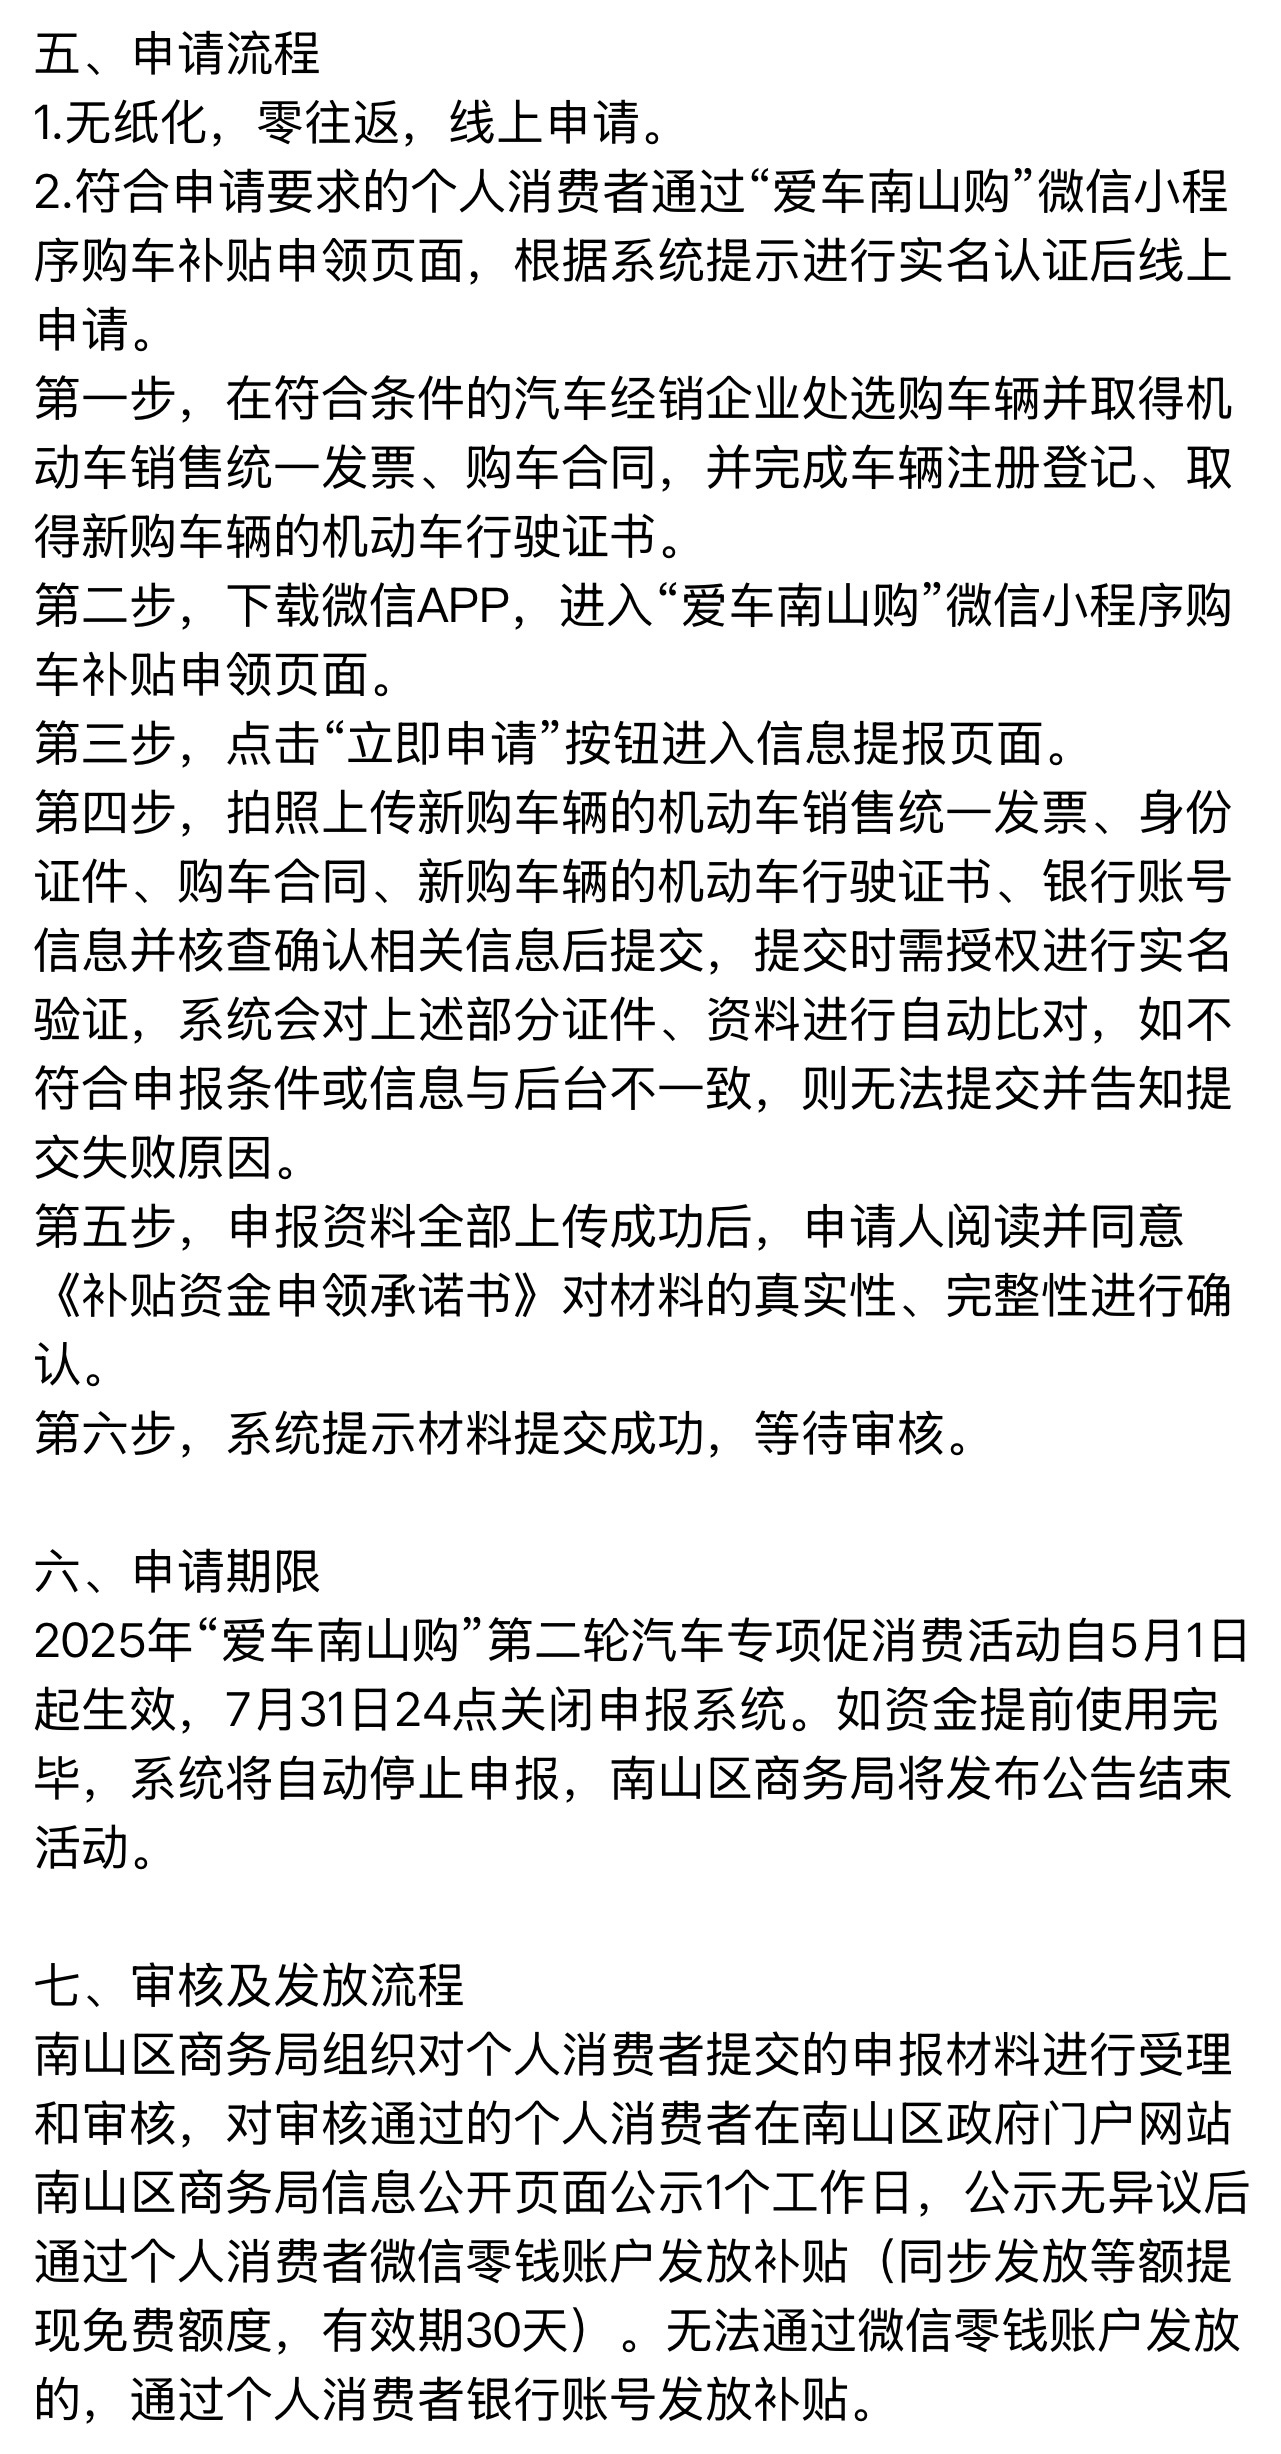 五、申请流程
1.无纸化，零往返，线上申请。
2.符合申请要求的个人消费者通过“爱车南山购”微信小程
序购车补贴申领页面，根据系统提示进行实名认证后线上
申请。
第一步，在符合条件的汽车经销企业处选购车辆并取得机
动车销售统一发票、购车合同，并完成车辆注册登记、取
得新购车辆的机动车行驶证书。
第二步，下载微信APP，进入“爱车南山购”微信小程序购
车补贴申领页面。
第三步，点击“立即申请”按钮进入信息提报页面。
第四步，拍照上传新购车辆的机动车销售统一发票、身份
证件、购车合同、新购车辆的机动车行驶证书、银行账号
信息并核查确认相关信息后提交，提交时需授权进行实名
验证，系统会对上述部分证件、资料进行自动比对，如不
符合申报条件或信息与后台不一致，则无法提交并告知提
交失败原因。
第五步，申报资料全部上传成功后，申请人阅读并同意
《补贴资金申领承诺书》对材料的真实性、完整性进行确
认。
第六步，系统提示材料提交成功，等待审核。
六、申请期限
2025年“爱车南山购”第二轮汽车专项促消费活动自5月1日
起生效，7月31日24点关闭申报系统。如资金提前使用完
毕，系统将自动停止申报，南山区商务局将发布公告结束
活动。
七、审核及发放流程
南山区商务局组织对个人消费者提交的申报材料进行受理
和审核，对审核通过的个人消费者在南山区政府门户网站
南山区商务局信息公开页面公示1个工作日，公示无异议后
通过个人消费者微信零钱账户发放补贴（同步发放等额提
现免费额度，有效期30天）。无法通过微信零钱账户发放
的，通过个人消费者银行账号发放补贴。